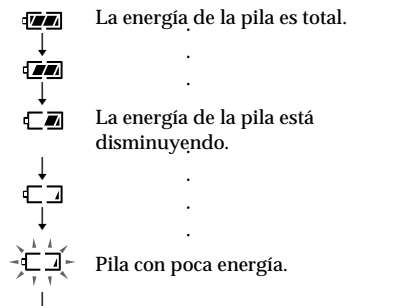 La energía de la pila es total.
La energía de la pila está
disminuyendo.
Pila con poca energía.